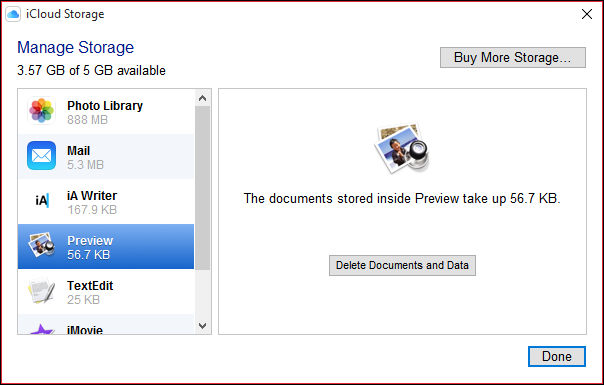 iCloud Storage
Manage Storage
3.57 GB of 5 GB available
Buy More Storage...
Photo Library
888 MB
Mail
5.3 MB
iA Writer
167.9 KB
Preview
56.7 KB
TextEdit
25 KB
iMovie
The documents stored inside Preview take up 56.7 KB.
Delete Documents and Data
Done